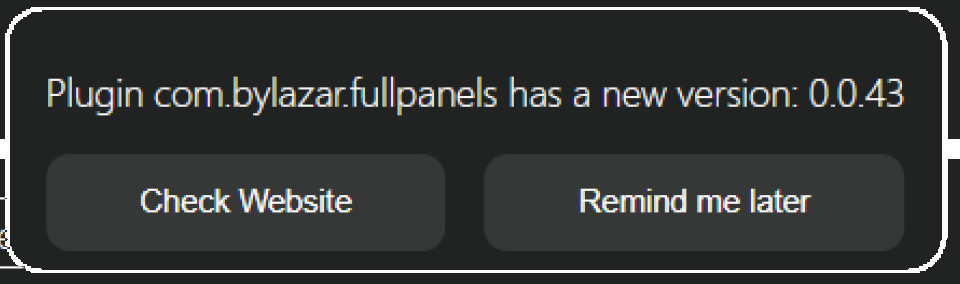 Plugin com.bylazar.fullpanels has a new version: 0.0.43
Check Website
Remind me later